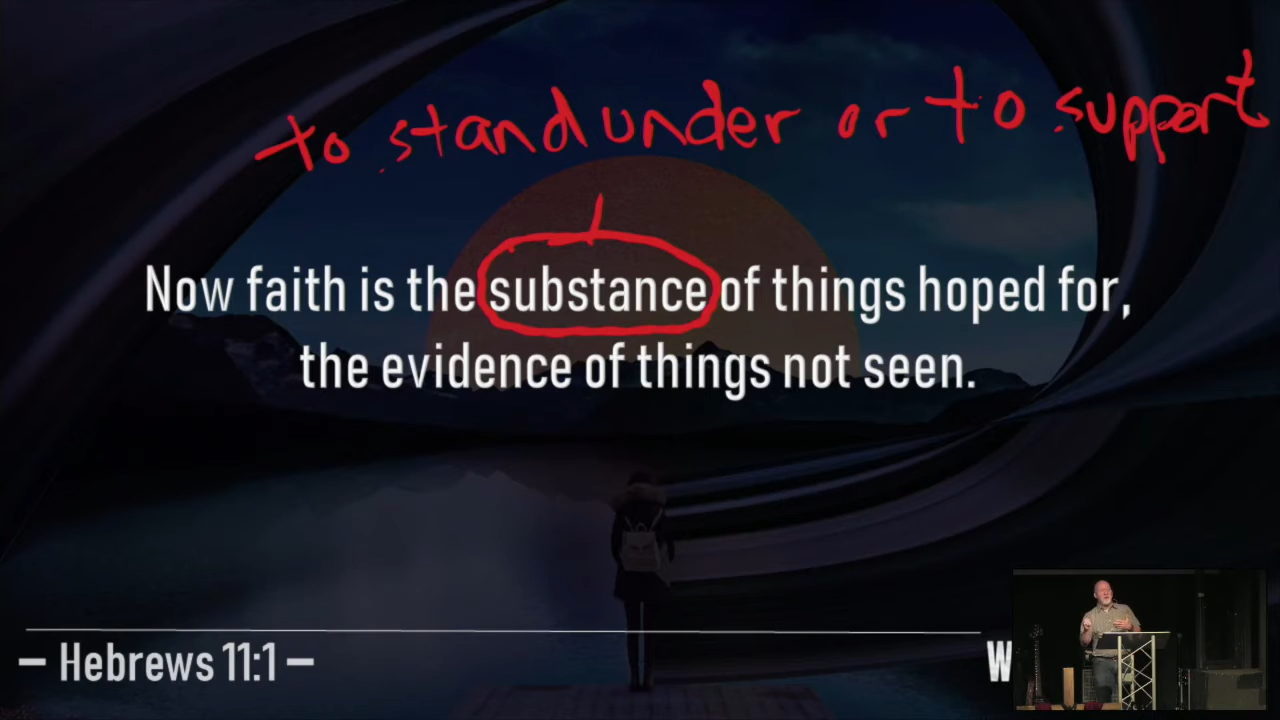 to stand under or to support
Now faith is the substance of things hoped for,
the evidence of things not seen.
– Hebrews 11:1 –
W